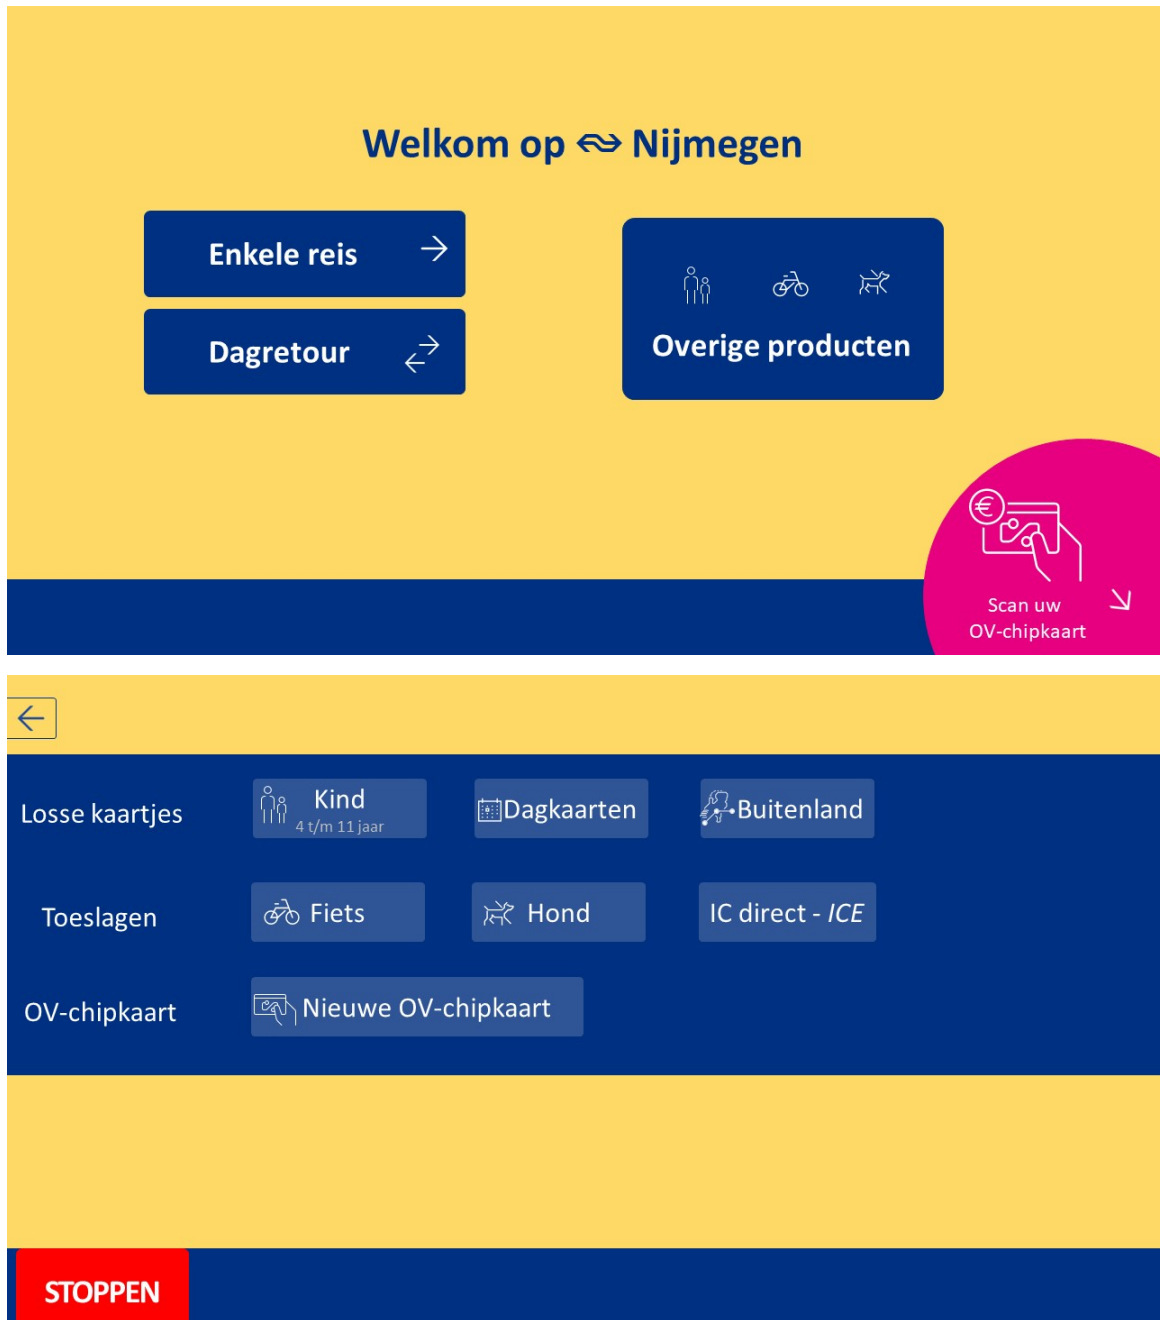 Welkom op Nijmegen
Enkele reis
Dagretour
Overige producten
€
Scan uw
OV-chipkaart
Losse kaartjes
Kind
4 t/m 11 jaar
Dagkaarten
Buitenland
Toeslagen
Fiets
Hond
IC direct - ICE
OV-chipkaart
Nieuwe OV-chipkaart
STOPPEN